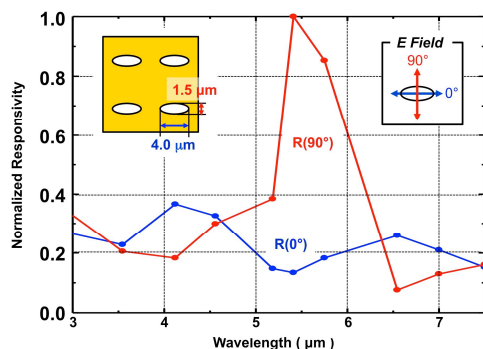 E Field
90°
0°
1.5 µm
4.0 µm
R(90°)
R(0°)
Normalized Responsivity
1.0
0.8
0.6
0.4
0.2
0.0
3
4
5
6
7
Wavelength ( µm )